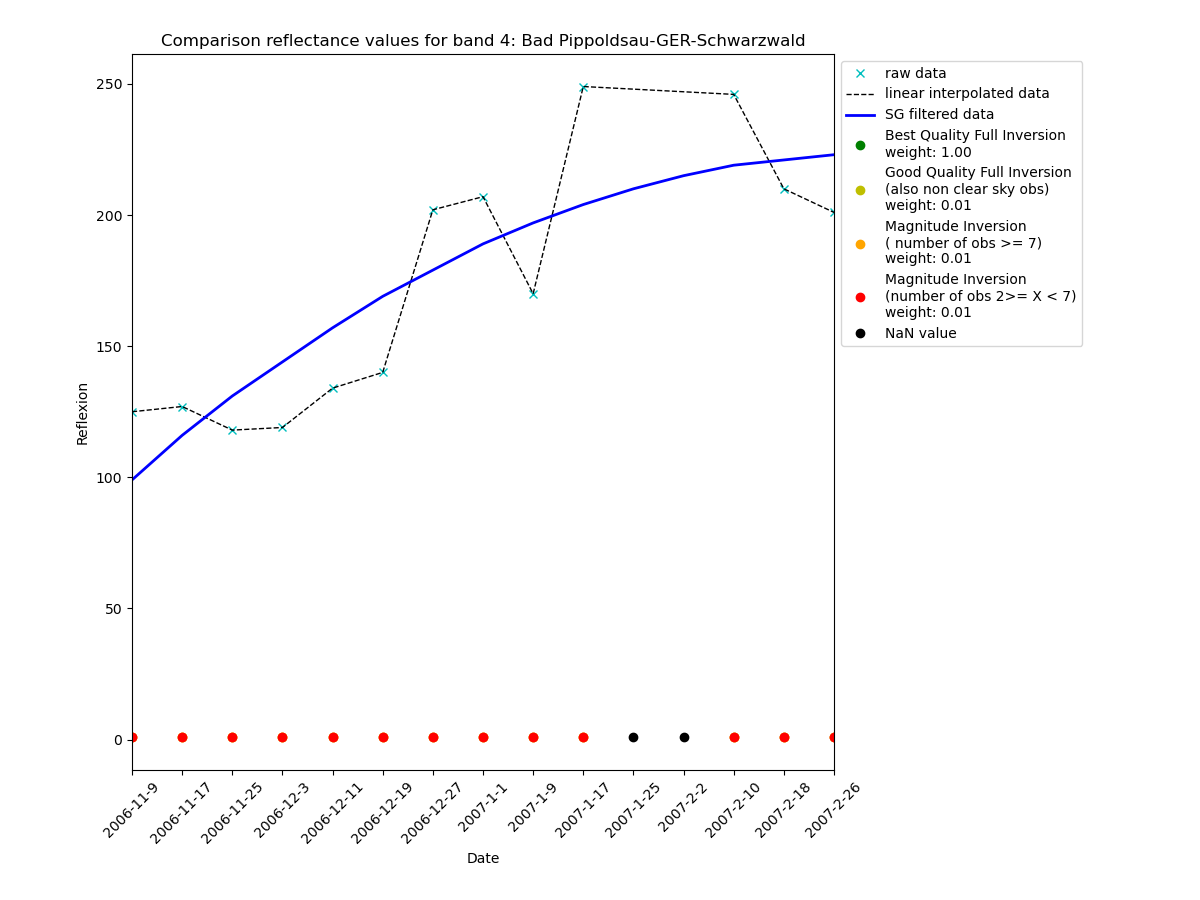 Comparison reflectance values for band 4: Bad Pippoldsau-GER-Schwarzwald
raw data
linear interpolated data
SG filtered data
Best Quality Full Inversion
weight: 1.00
Good Quality Full Inversion
(also non clear sky obs)
weight: 0.01
Magnitude Inversion
( number of obs >= 7)
weight: 0.01
Magnitude Inversion
(number of obs 2>= X < 7)
weight: 0.01
NaN value
250
200
150
100
50
0
Reflexion
2006-11-9
2006-11-17
2006-11-25
2006-12-3
2006-12-11
2006-12-19
2006-12-27
2007-1-1
2007-1-9
2007-1-17
2007-1-25
2007-2-2
2007-2-10
2007-2-18
2007-2-26
Date